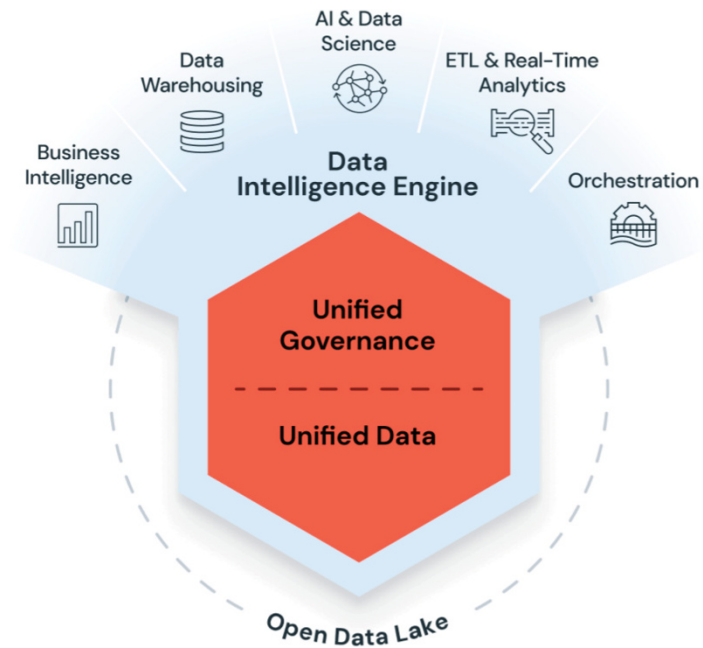 AI & Data
Science
Data
Warehousing
ETL & Real-Time
Analytics
Business
Intelligence
Orchestration
Data
Intelligence Engine
Unified
Governance
Unified Data
Open Data Lake